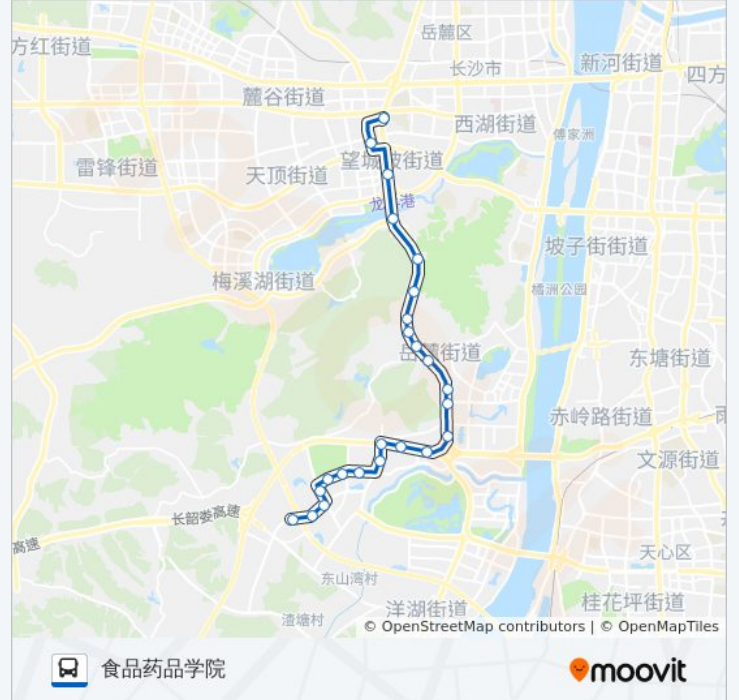 岳麓区
方红街道
新河街道
长沙市
四方
麓谷街道
西湖街道
傅家洲
望城坡街道
雷锋街道
天顶街道
龙王港
坡子街街道
梅溪湖街道
橘洲公园
岳麓街道
东塘街道
赤岭路街道
雨
文源街道
长韶娄高速
高速
天心区
东山湾村
桂花坪街道
洋湖街道
渣塘村
© OpenStreetMap contributors | © OpenMapTiles
食品药品学院
moovit